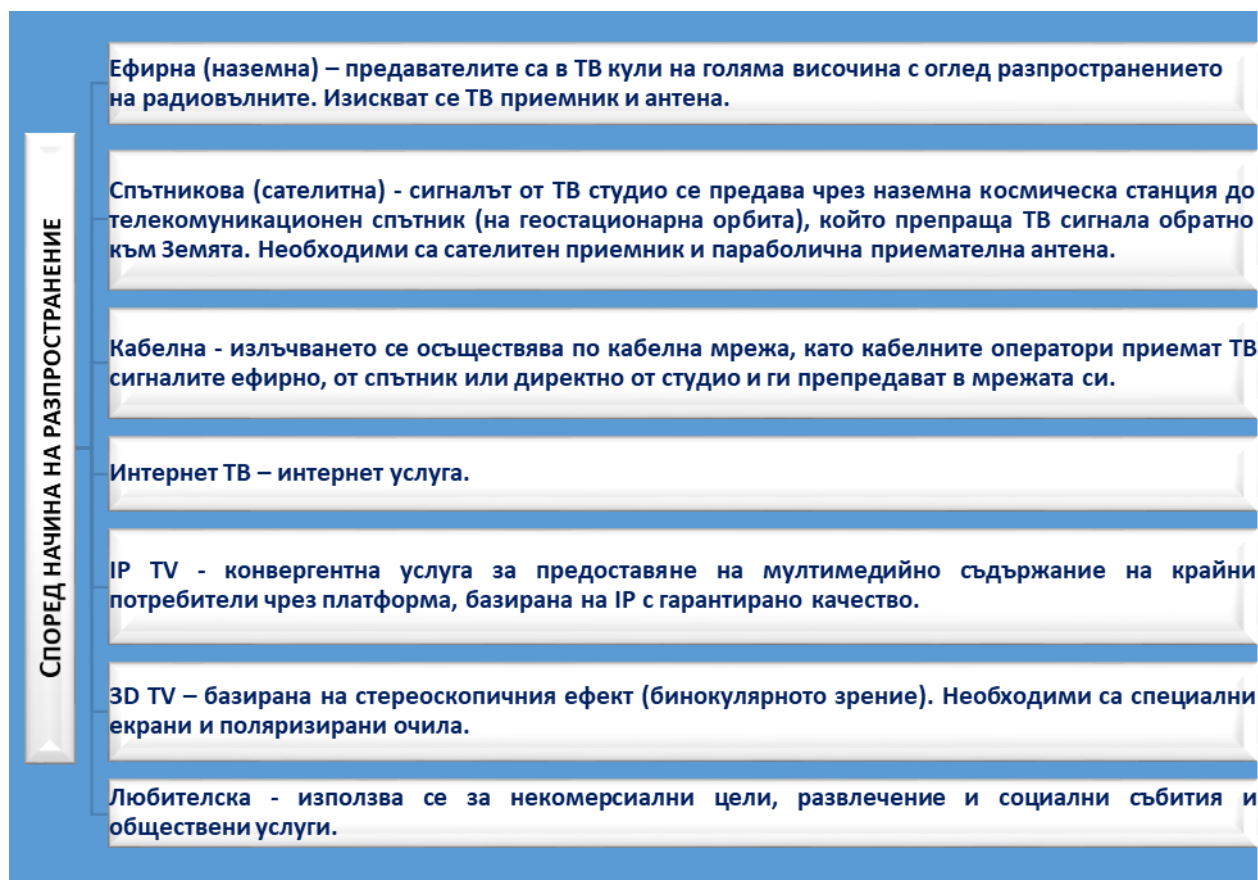 СПОРЕД НАЧИНА НА РАЗПРОСТРАНЕНИЕ
Ефирна (наземна) – предавателите са в ТВ кули на голяма височина с оглед разпространението
на радиовълните. Изискват се ТВ приемник и антена.
Спътникова (сателитна) - сигналът от ТВ студио се предава чрез наземна космическа станция до
телекомуникационен спътник (на геостационарна орбита), който препраща ТВ сигнала обратно
към Земята. Необходими са сателитен приемник и параболична приемателна антена.
Кабелна - излъчването се осъществява по кабелна мрежа, като кабелните оператори приемат ТВ
сигналите ефирно, от спътник или директно от студио и ги препредават в мрежата си.
Интернет ТВ – интернет услуга.
IP TV - конвергентна услуга за предоставяне на мултимедийно съдържание на крайни
потребители чрез платформа, базирана на IP с гарантирано качество.
3D TV – базирана на стереоскопичния ефект (бинокулярното зрение). Необходими са специални
екрани и поляризирани очила.
Любителска - използва се за некомерсиални цели, развлечение и социални събития и
обществени услуги.